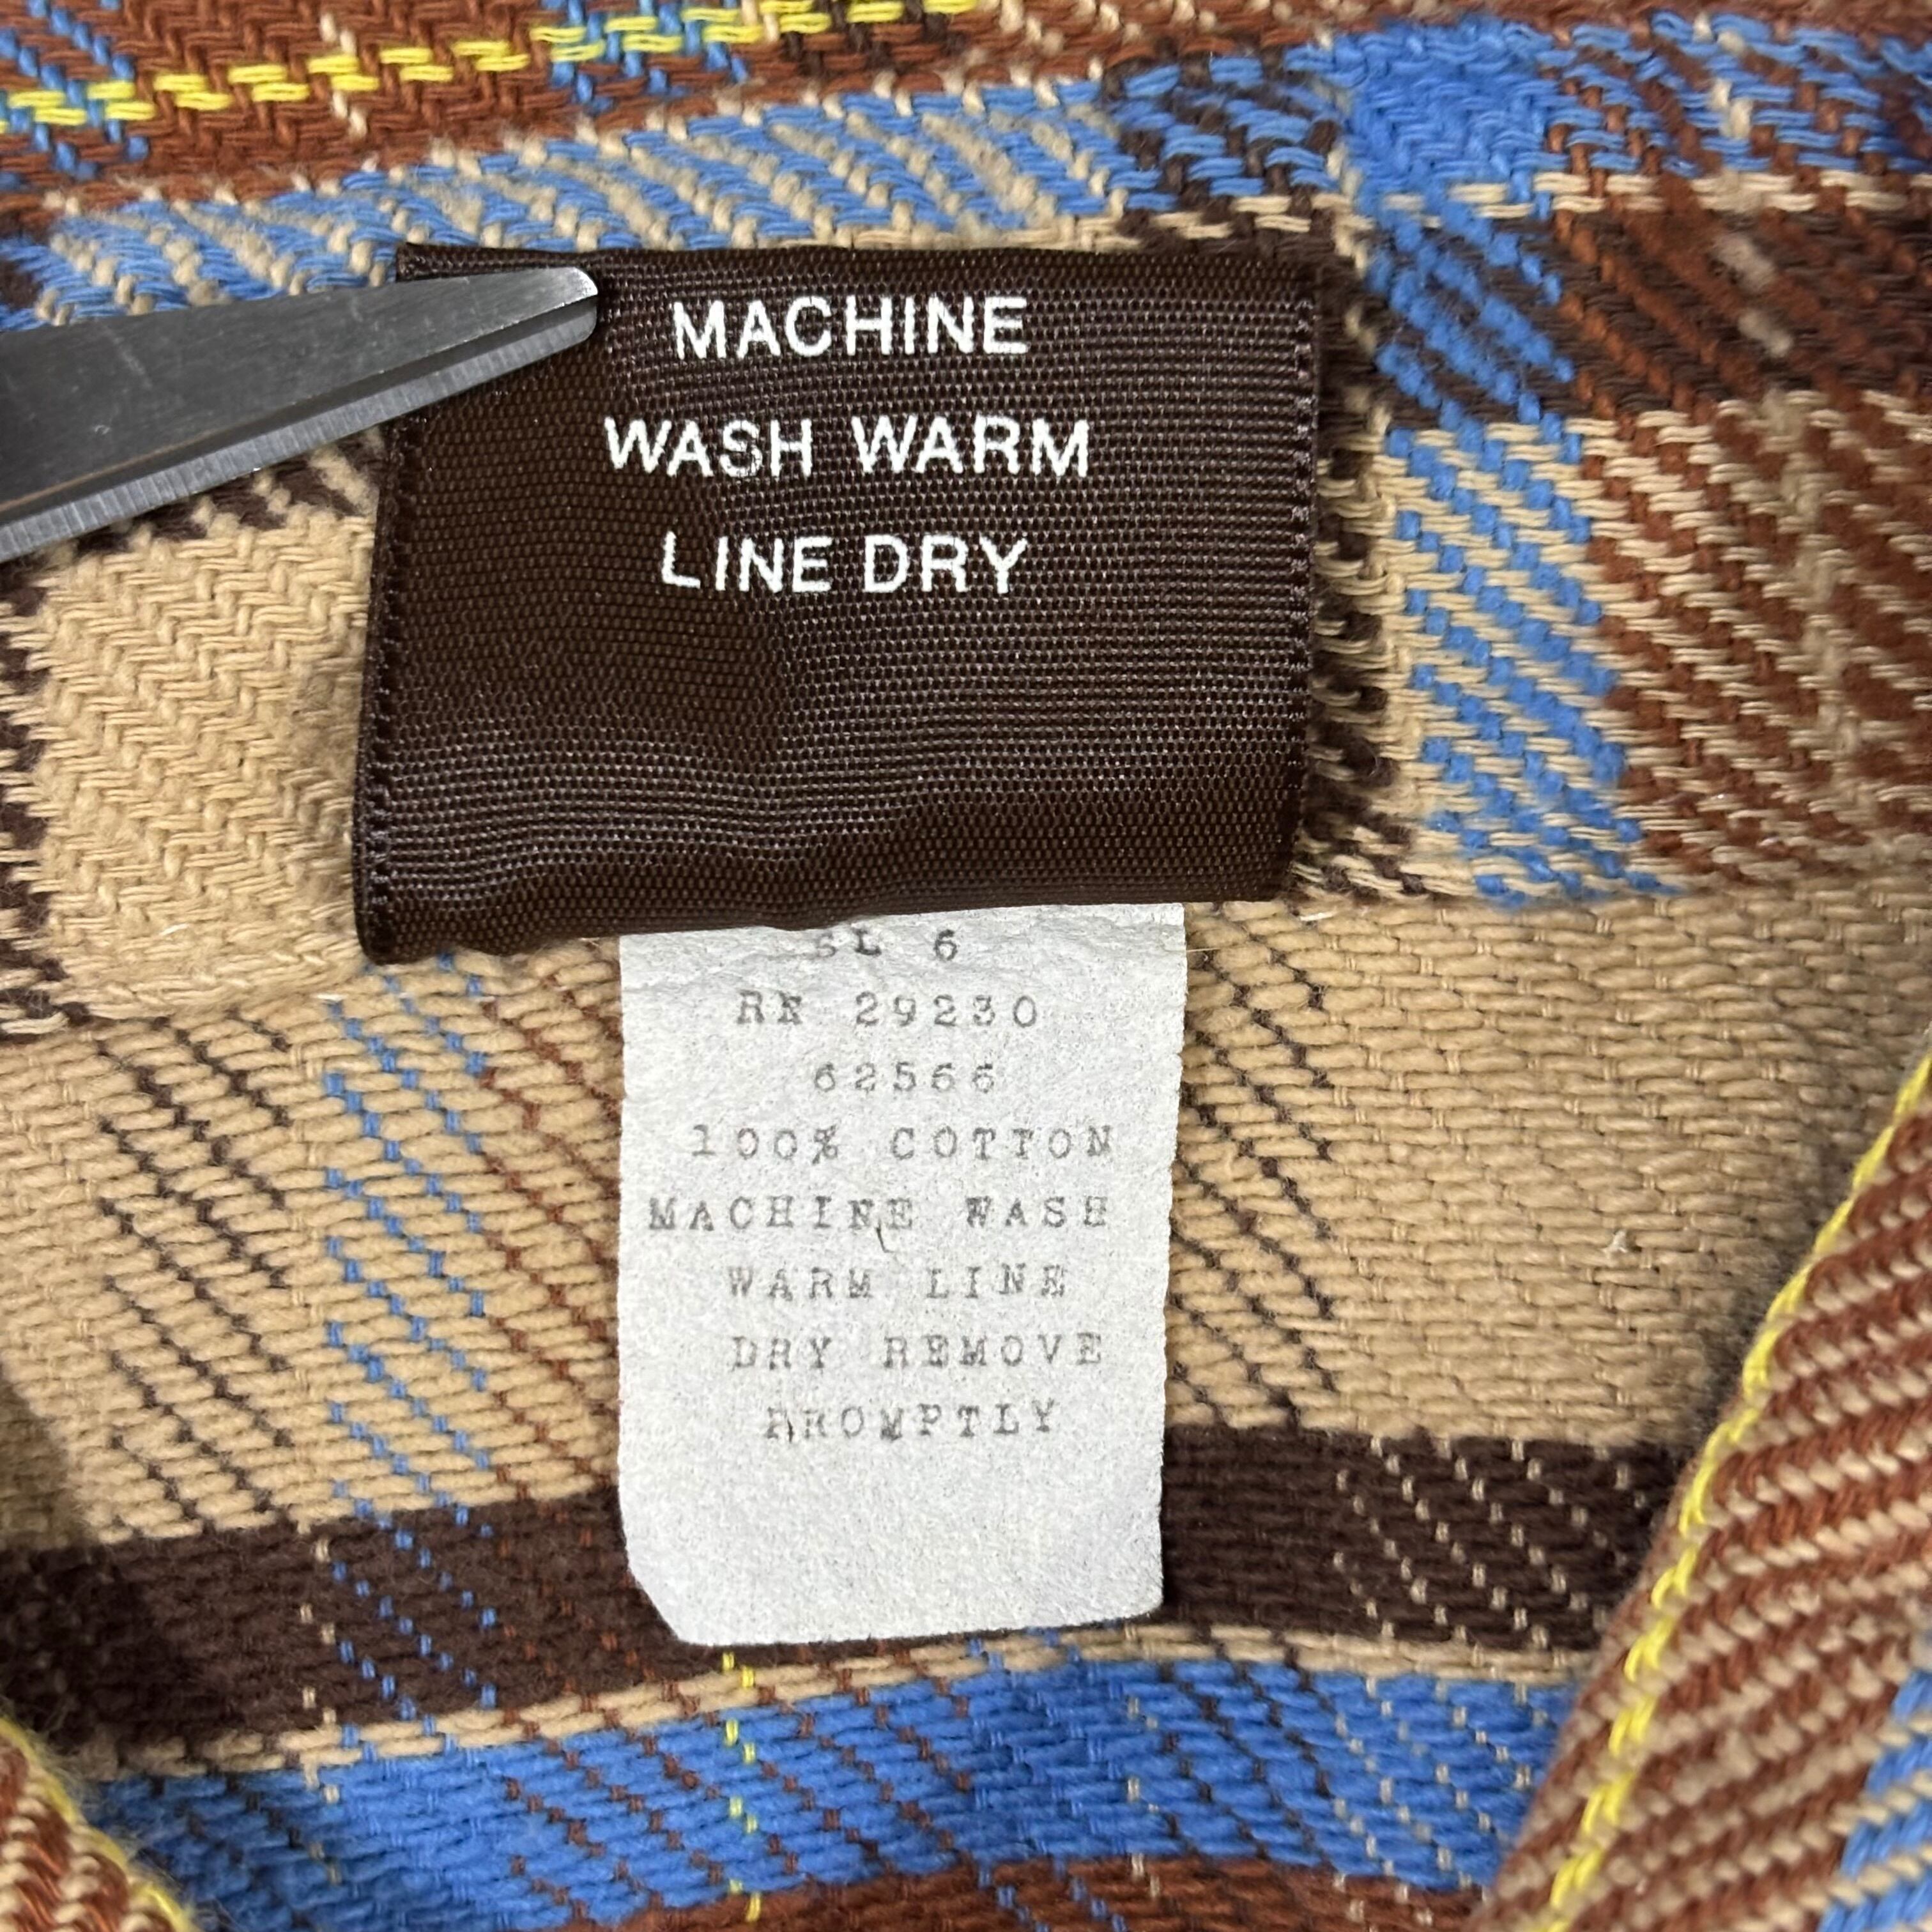 MACHINE
WASH WARM
LINE DRY
SL 6
RN 29230
62566
100% COTTON
MACHINE WASH
WARM LINE
DRY REMOVE
PROMPTLY